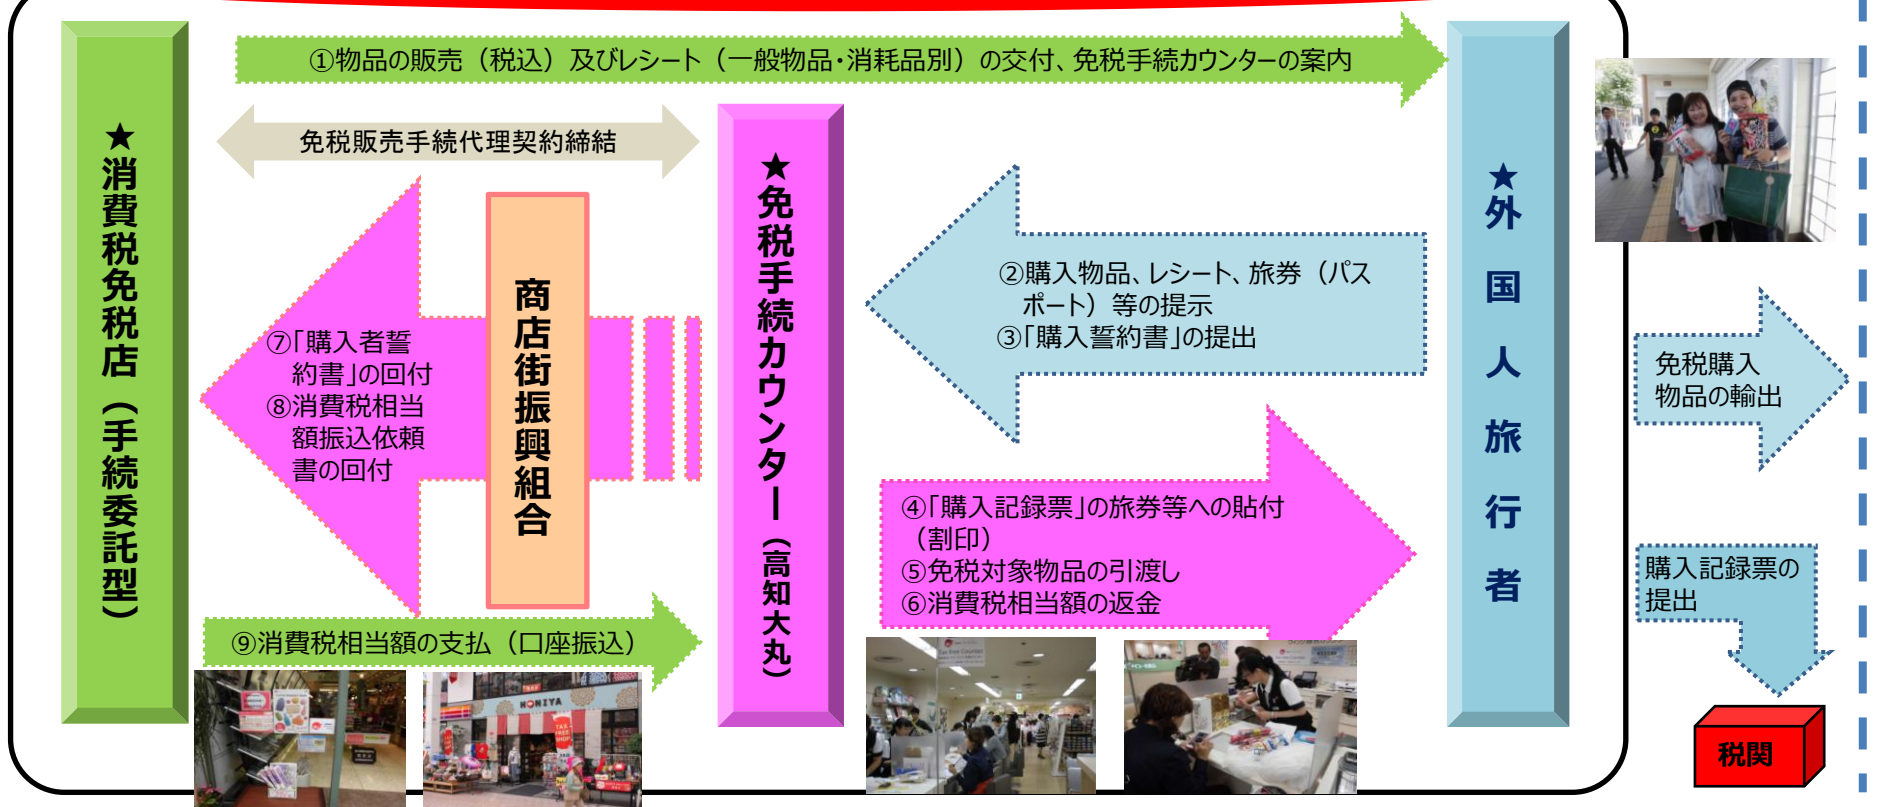 ①物品の販売（税込）及びレシート（一般物品・消耗品別）の交付、免税手続カウンターの案内
★消費税免税店（手続委託型）
免税販売手続代理契約締結
★免税手続カウンター（高知大丸）
★外国人旅行者
商店街振興組合
②購入物品、レシート、旅券（パス
ポート）等の提示
③「購入誓約書」の提出
⑦「購入者誓
約書」の回付
⑧消費税相当
額振込依頼
書の回付
④「購入記録票」の旅券等への貼付
（割印）
⑤免税対象物品の引渡し
⑥消費税相当額の返金
⑨消費税相当額の支払（口座振込）
免税購入
物品の輸出
購入記録票の
提出
税関
HONIYA
TAX
FREE
SHOP
Tax Free Counter